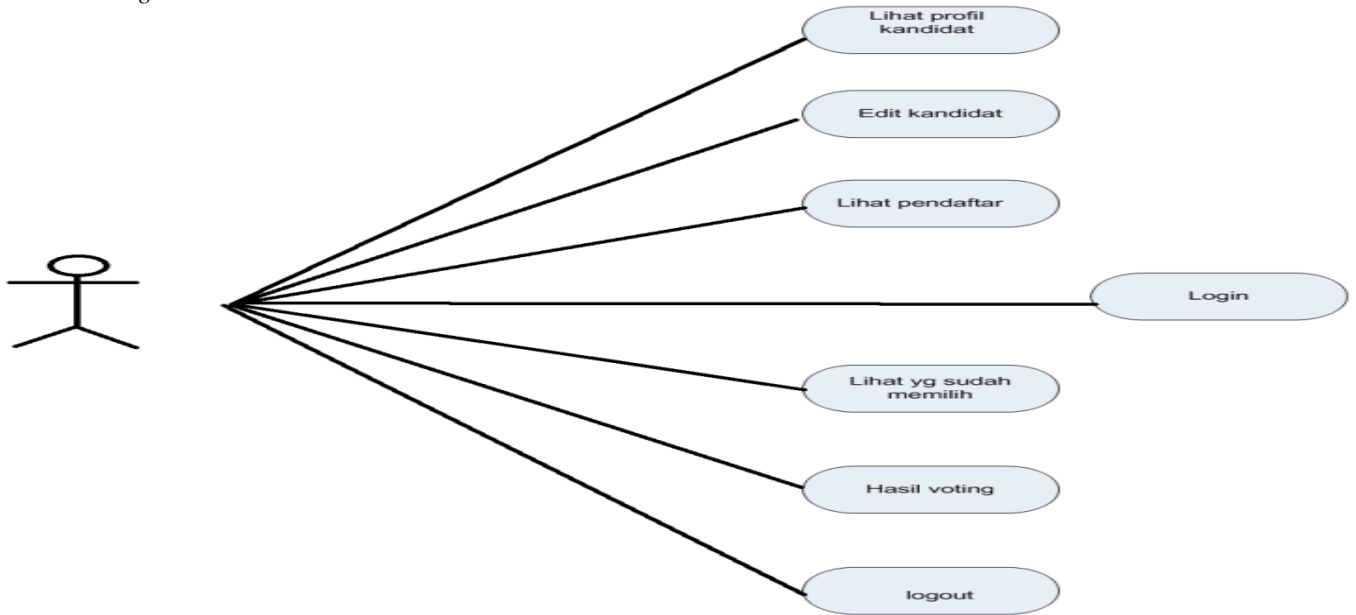 Lihat profil
kandidat
Edit kandidat
Lihat pendaftar
Login
Lihat yg sudah
memilih
Hasil voting
logout